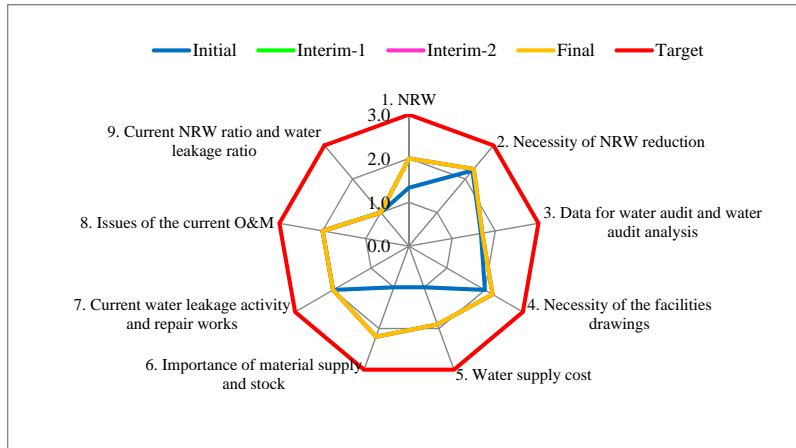 Initial Interim-1 Interim-2 Final Target
1. NRW
3.0
9. Current NRW ratio and water
leakage ratio
2. Necessity of NRW reduction
2.0
1.0
8. Issues of the current O&M
3. Data for water audit and water
audit analysis
0.0
7. Current water leakage activity
and repair works
4. Necessity of the facilities
drawings
6. Importance of material supply
and stock
5. Water supply cost